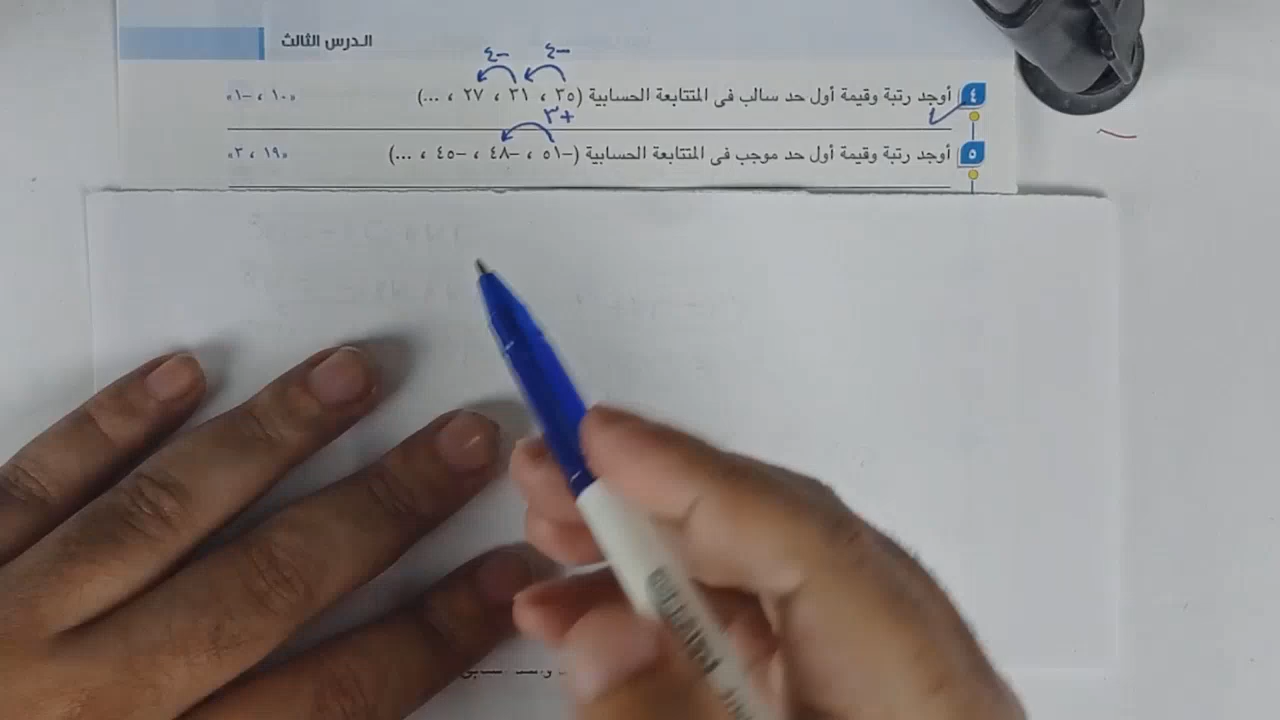 الدرس الثالث
-٤ -٤
٤ أوجد رتبة وقيمة أول حد سالب فى المتتابعة الحسابية (٣٥ ، ٣١ ، ٢٧ ، ...) «١٠ ، -١»
+٣
٥ أوجد رتبة وقيمة أول حد موجب فى المتتابعة الحسابية (-٥١ ، -٤٨ ، -٤٥ ، ...) «١٩ ، ٣»